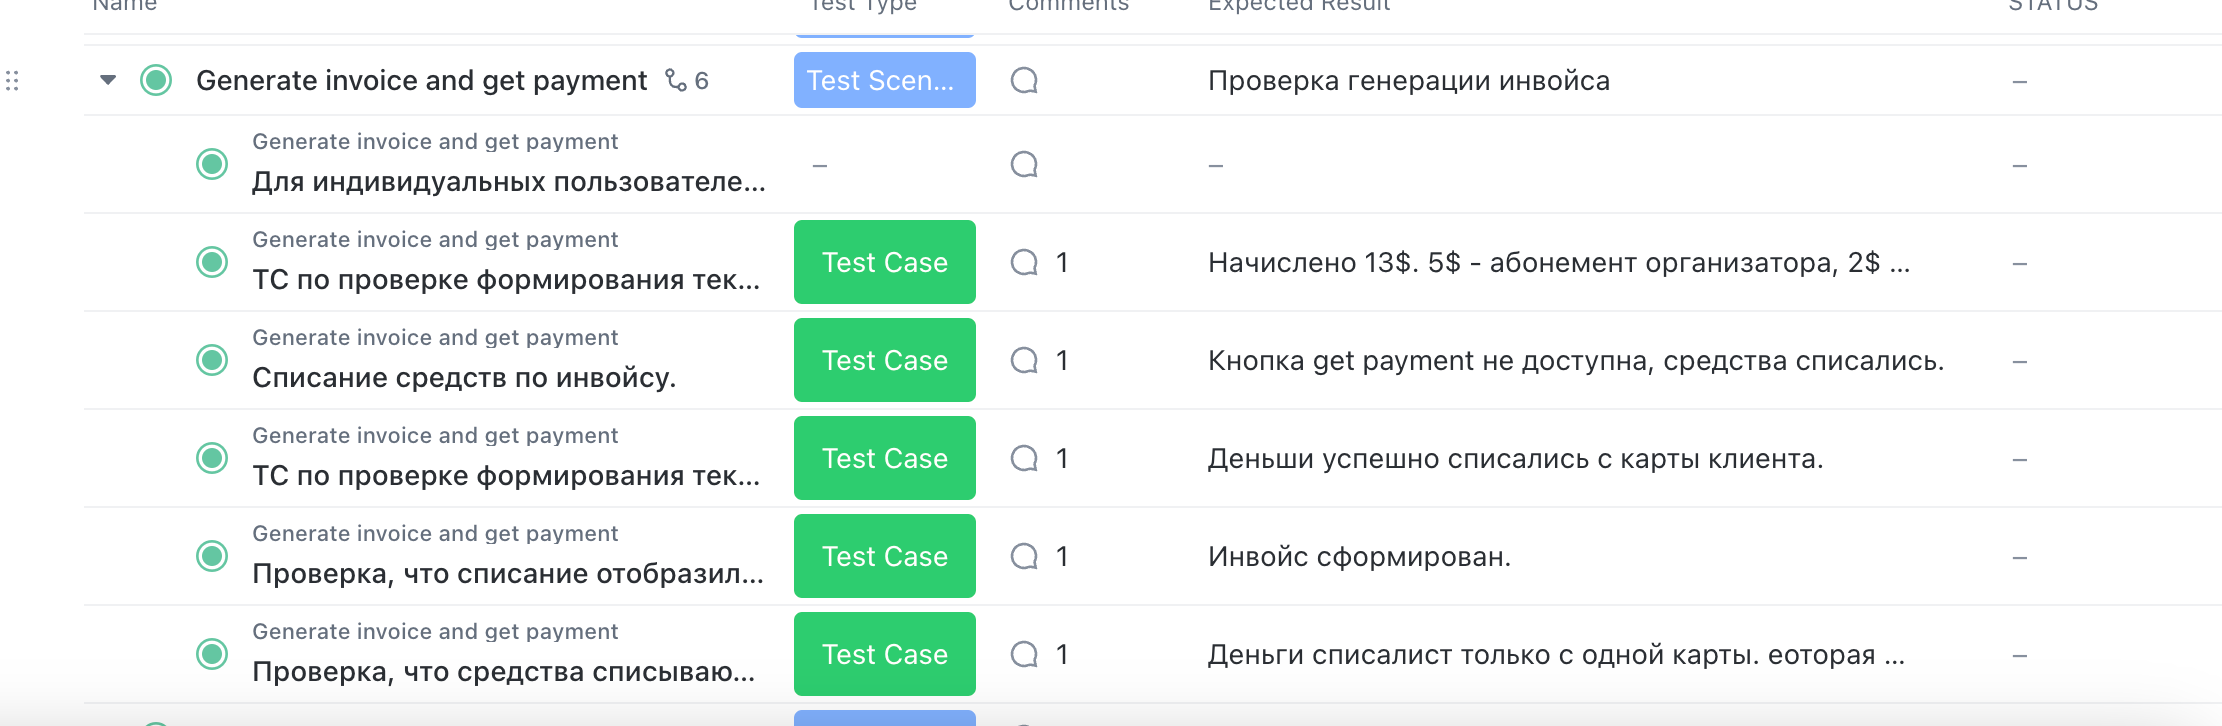 Name Test Type Comments Expected Result STATUS
Generate invoice and get payment 6 Test Scen... Проверка генерации инвойса –
Generate invoice and get payment
Для индивидуальных пользователе... – – –
Generate invoice and get payment
ТС по проверке формирования тек... Test Case 1 Начислено 13$. 5$ - абонемент организатора, 2$ ... –
Generate invoice and get payment
Списание средств по инвойсу. Test Case 1 Кнопка get payment не доступна, средства списались. –
Generate invoice and get payment
ТС по проверке формирования тек... Test Case 1 Деньши успешно списались с карты клиента. –
Generate invoice and get payment
Проверка, что списание отобразил... Test Case 1 Инвойс сформирован. –
Generate invoice and get payment
Проверка, что средства списываю... Test Case 1 Деньги списалист только с одной карты. еоторая ... –